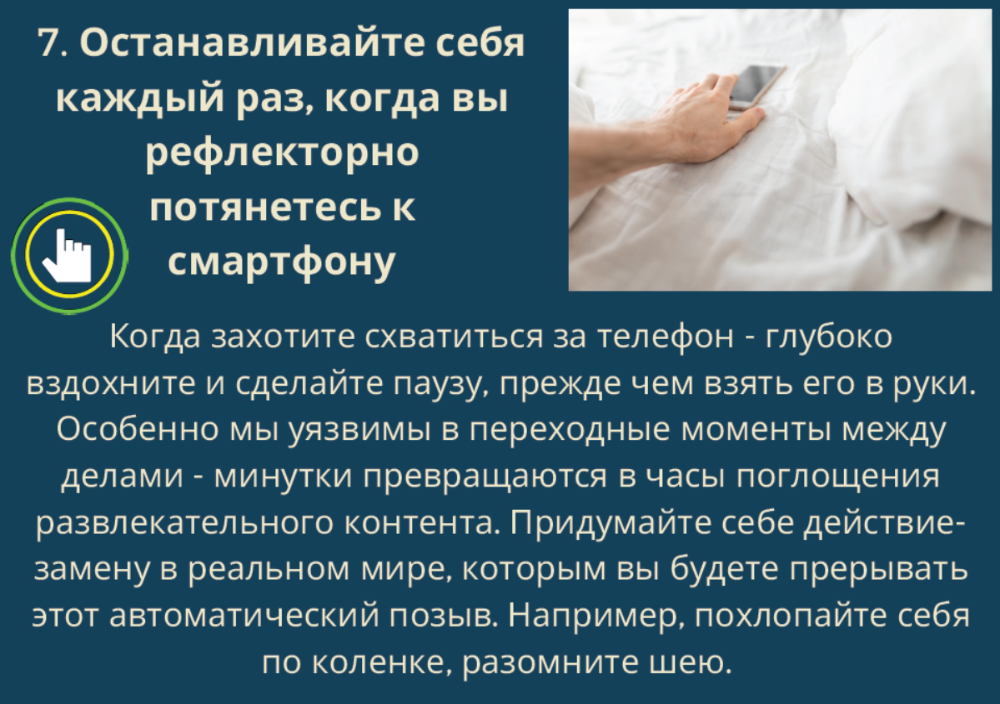 7. Останавливайте себя
каждый раз, когда вы
рефлекторно
потянетесь к
смартфону
Когда захотите схватиться за телефон - глубоко
вздохните и сделайте паузу, прежде чем взять его в руки.
Особенно мы уязвимы в переходные моменты между
делами - минутки превращаются в часы поглощения
развлекательного контента. Придумайте себе действие-
замену в реальном мире, которым вы будете прерывать
этот автоматический позыв. Например, похлопайте себя
по коленке, разомните шею.